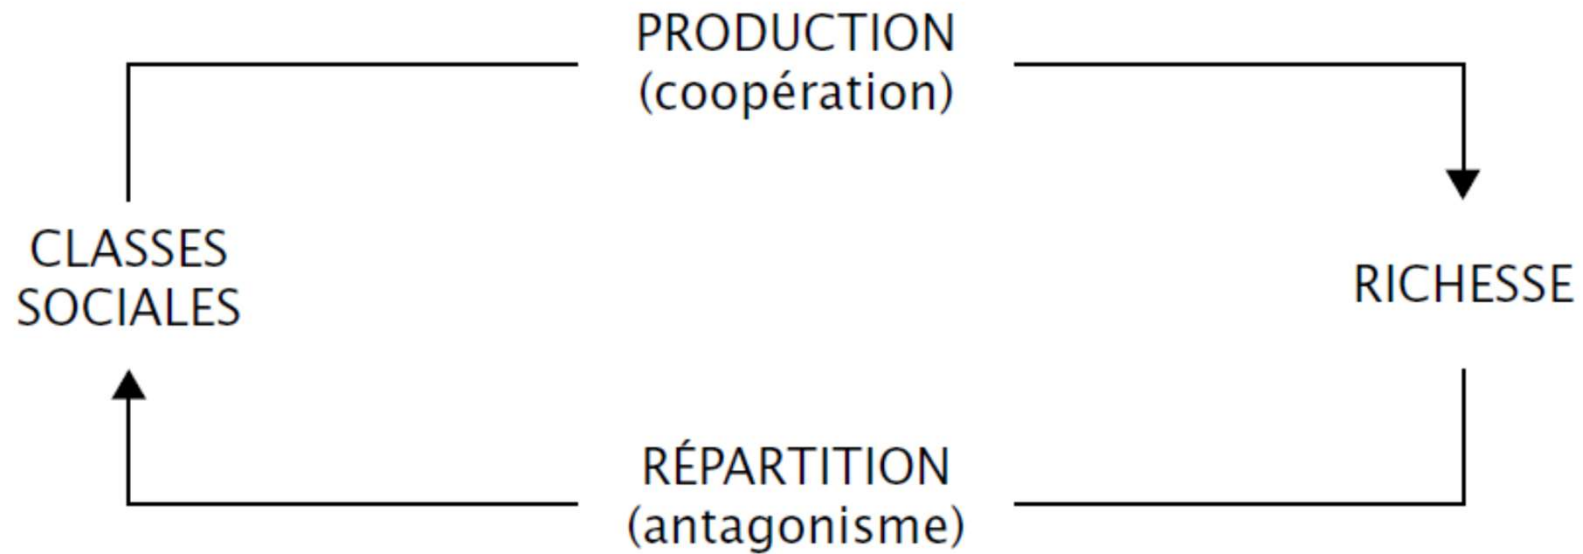 PRODUCTION
(coopération)
CLASSES
SOCIALES
RICHESSE
RÉPARTITION
(antagonisme)